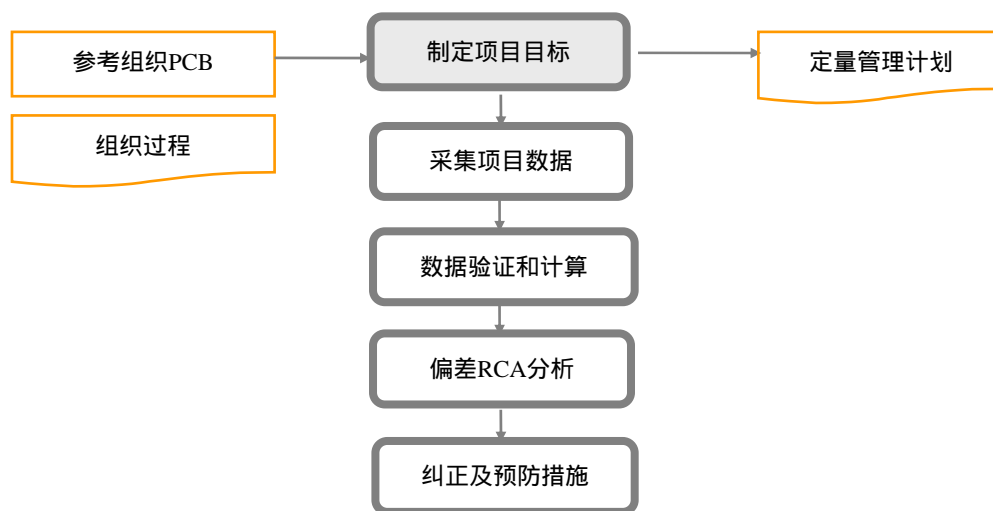 参考组织PCB
制定项目目标
定量管理计划
组织过程
采集项目数据
数据验证和计算
偏差RCA分析
纠正及预防措施